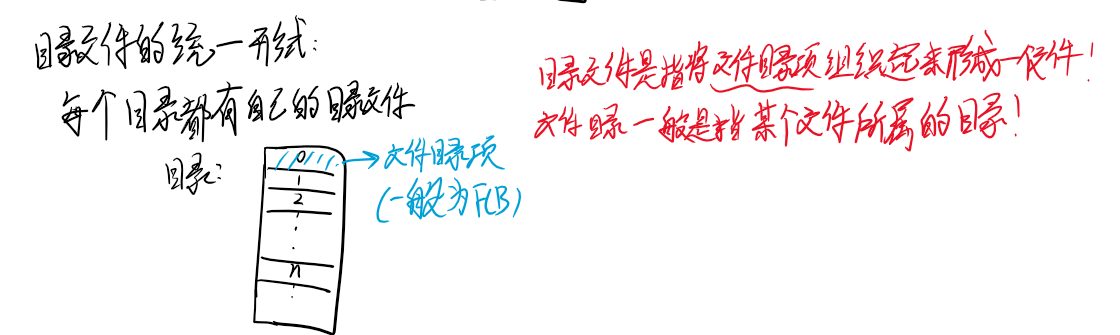 目录文件的统一形式：
每个目录都有自己的目录文件
目录：
0
1
2
n
文件目录项
(一般为FCB)
目录文件是指将文件目录项组织起来形成一个文件！
文件目录一般是指某个文件所属的目录！